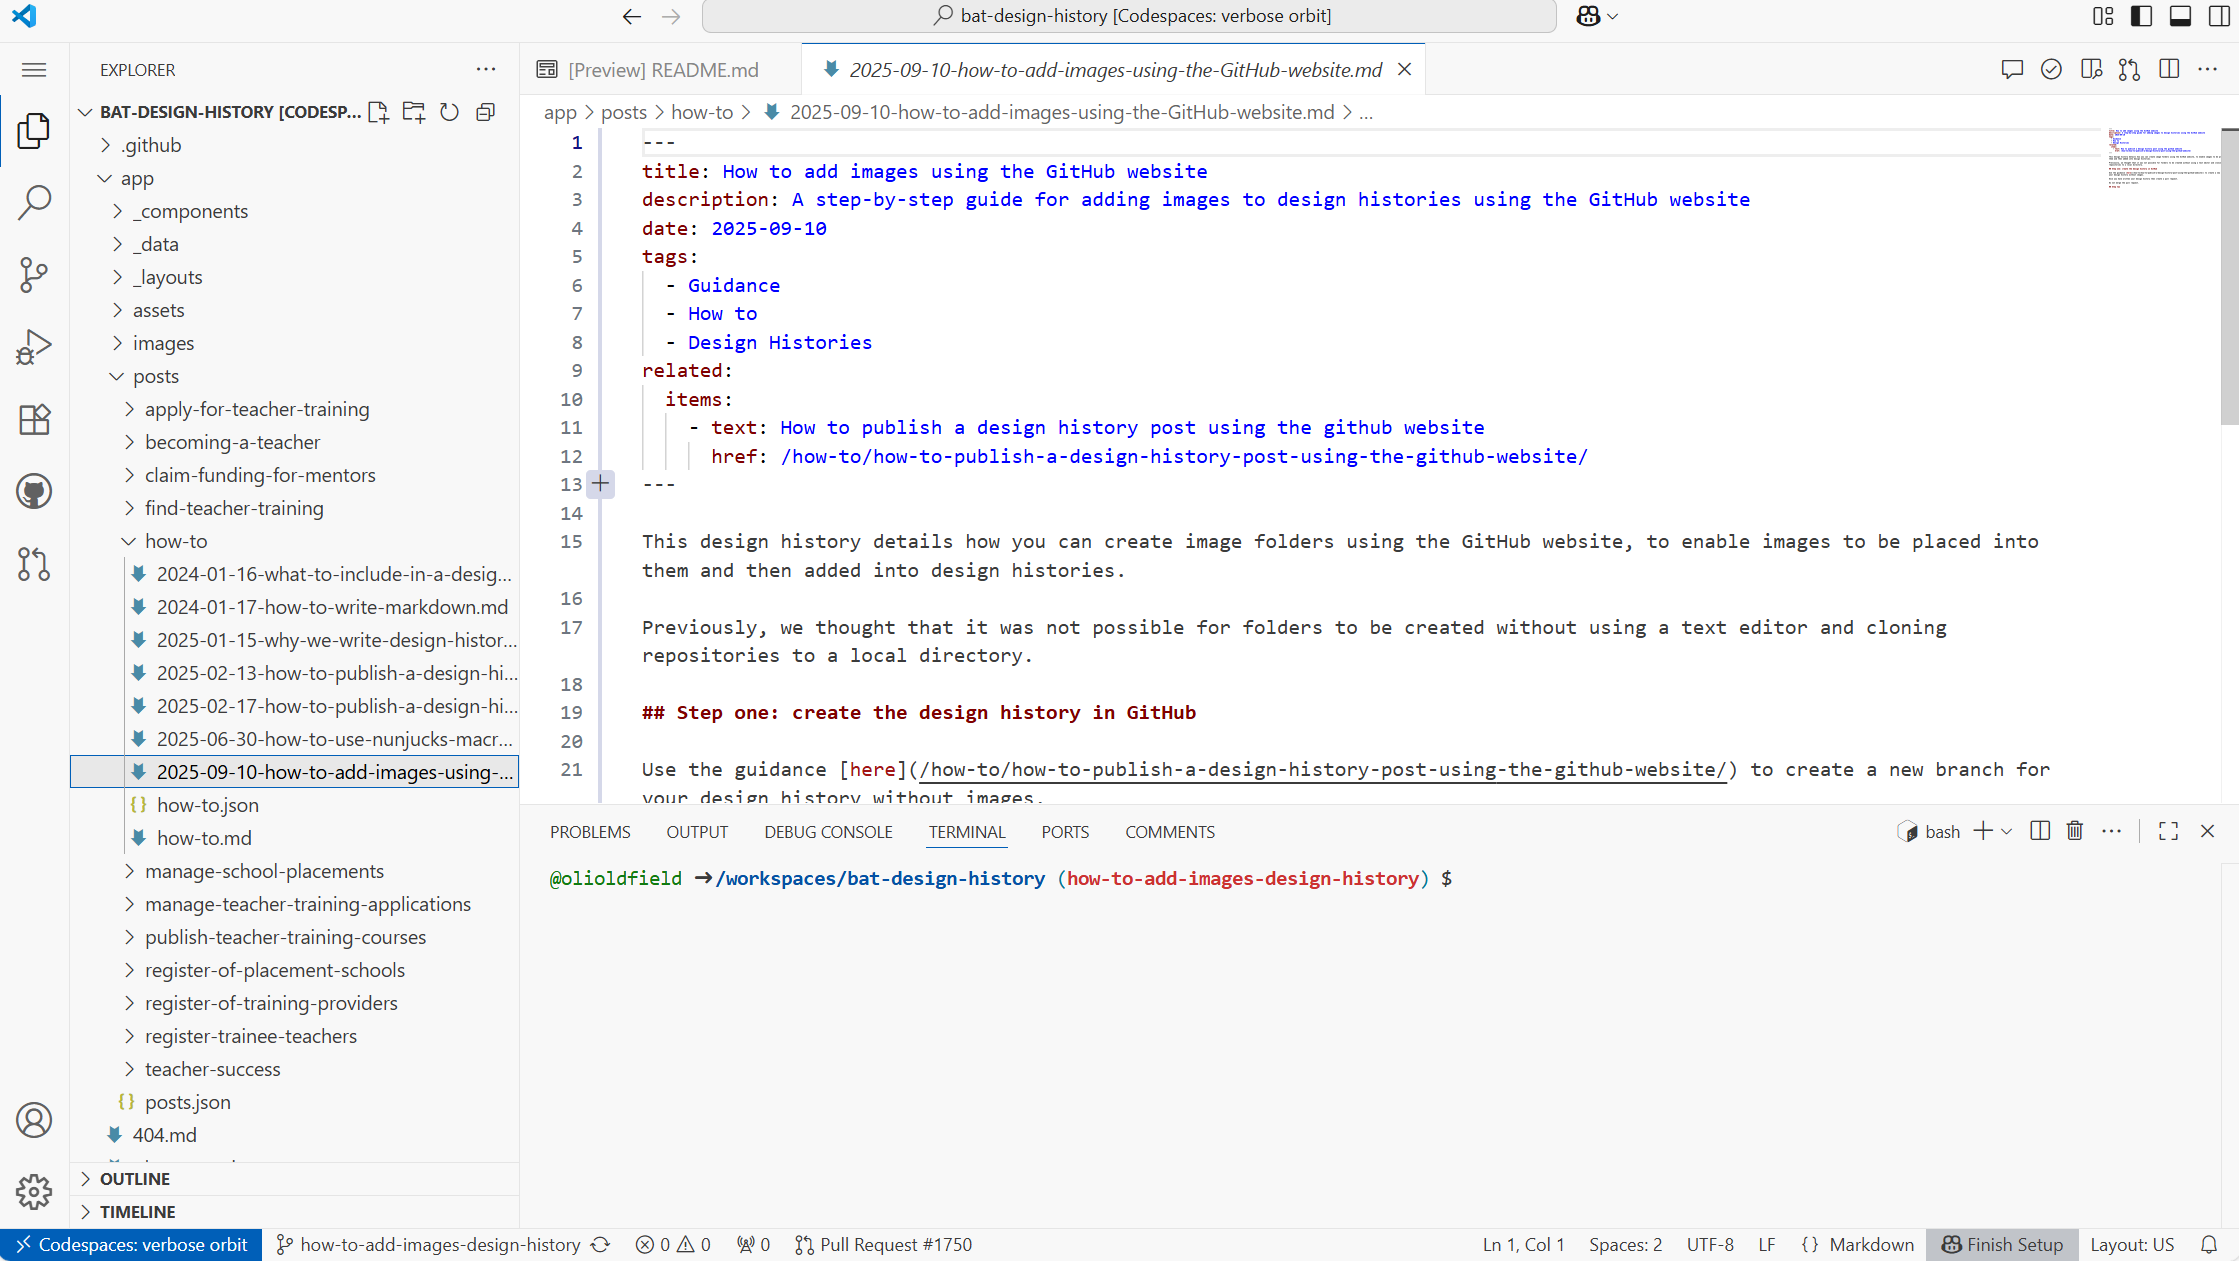 bat-design-history [Codespaces: verbose orbit]
EXPLORER
BAT-DESIGN-HISTORY [CODESP...
.github
app
_components
_data
_layouts
assets
images
posts
apply-for-teacher-training
becoming-a-teacher
claim-funding-for-mentors
find-teacher-training
how-to
2024-01-16-what-to-include-in-a-desig...
2024-01-17-how-to-write-markdown.md
2025-01-15-why-we-write-design-histor...
2025-02-13-how-to-publish-a-design-hi...
2025-02-17-how-to-publish-a-design-hi...
2025-06-30-how-to-use-nunjucks-macr...
2025-09-10-how-to-add-images-using-...
how-to.json
how-to.md
manage-school-placements
manage-teacher-training-applications
publish-teacher-training-courses
register-of-placement-schools
register-of-training-providers
register-trainee-teachers
teacher-success
posts.json
404.md
OUTLINE
TIMELINE
[Preview] README.md
2025-09-10-how-to-add-images-using-the-GitHub-website.md
app > posts > how-to > 2025-09-10-how-to-add-images-using-the-GitHub-website.md > ...
1 ---
2 title: How to add images using the GitHub website
3 description: A step-by-step guide for adding images to design histories using the GitHub website
4 date: 2025-09-10
5 tags:
6 - Guidance
7 - How to
8 - Design Histories
9 related:
10 items:
11 - text: How to publish a design history post using the github website
12 href: /how-to/how-to-publish-a-design-history-post-using-the-github-website/
13 ---
14
15 This design history details how you can create image folders using the GitHub website, to enable images to be placed into
them and then added into design histories.
16
17 Previously, we thought that it was not possible for folders to be created without using a text editor and cloning
repositories to a local directory.
18
19 ## Step one: create the design history in GitHub
20
21 Use the guidance [here](/how-to/how-to-publish-a-design-history-post-using-the-github-website/) to create a new branch for
your design history without images.
PROBLEMS OUTPUT DEBUG CONSOLE TERMINAL PORTS COMMENTS
bash
@olioldfield ➜/workspaces/bat-design-history (how-to-add-images-design-history) $
Codespaces: verbose orbit how-to-add-images-design-history 0 0 0 Pull Request #1750 Ln 1, Col 1 Spaces: 2 UTF-8 LF {} Markdown Finish Setup Layout: US